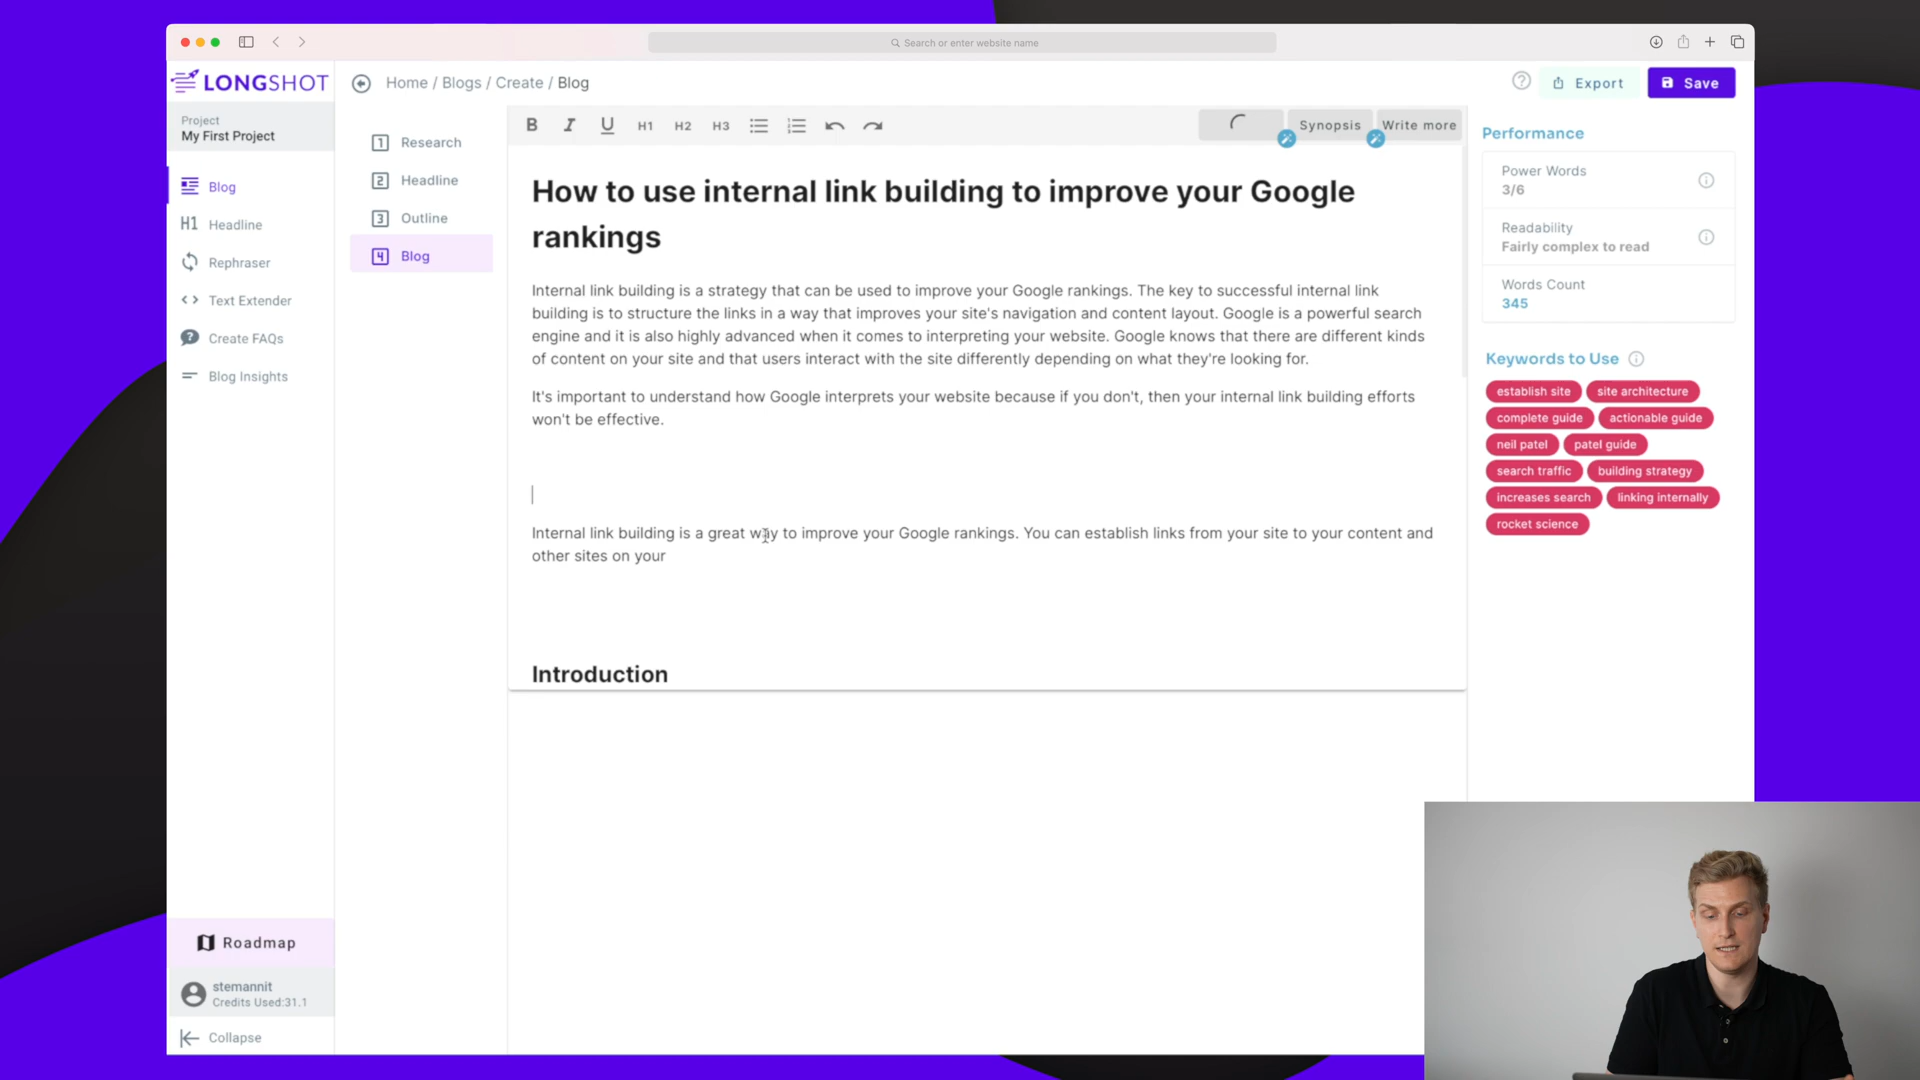 Search or enter website name
LONGSHOT
Home / Blogs / Create / Blog
Export
Save
Project
My First Project
Blog
H1 Headline
Rephraser
Text Extender
Create FAQs
Blog Insights
1 Research
2 Headline
3 Outline
4 Blog
B I U H1 H2 H3
Synopsis
Write more
How to use internal link building to improve your Google
rankings
Internal link building is a strategy that can be used to improve your Google rankings. The key to successful internal link
building is to structure the links in a way that improves your site's navigation and content layout. Google is a powerful search
engine and it is also highly advanced when it comes to interpreting your website. Google knows that there are different kinds
of content on your site and that users interact with the site differently depending on what they're looking for.
It's important to understand how Google interprets your website because if you don't, then your internal link building efforts
won't be effective.
Internal link building is a great way to improve your Google rankings. You can establish links from your site to your content and
other sites on your
Introduction
Performance
Power Words
3/6
Readability
Fairly complex to read
Words Count
345
Keywords to Use
establish site
site architecture
complete guide
actionable guide
neil patel
patel guide
search traffic
building strategy
increases search
linking internally
rocket science
Roadmap
stemannit
Credits Used:31.1
Collapse